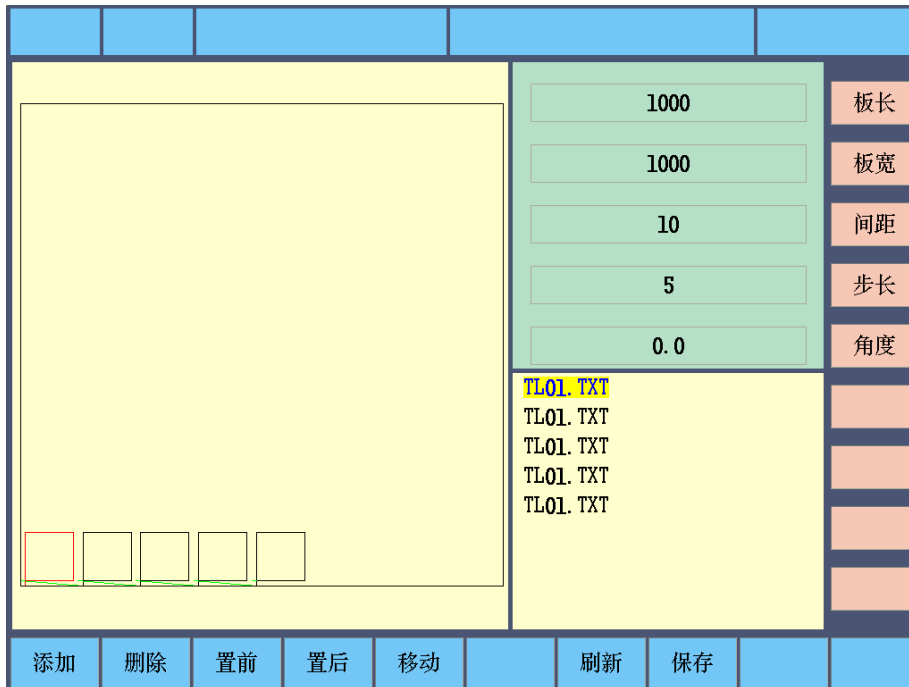 1000 板长
1000 板宽
10 间距
5 步长
0.0 角度
TL01.TXT
TL01.TXT
TL01.TXT
TL01.TXT
TL01.TXT
添加 删除 置前 置后 移动 刷新 保存